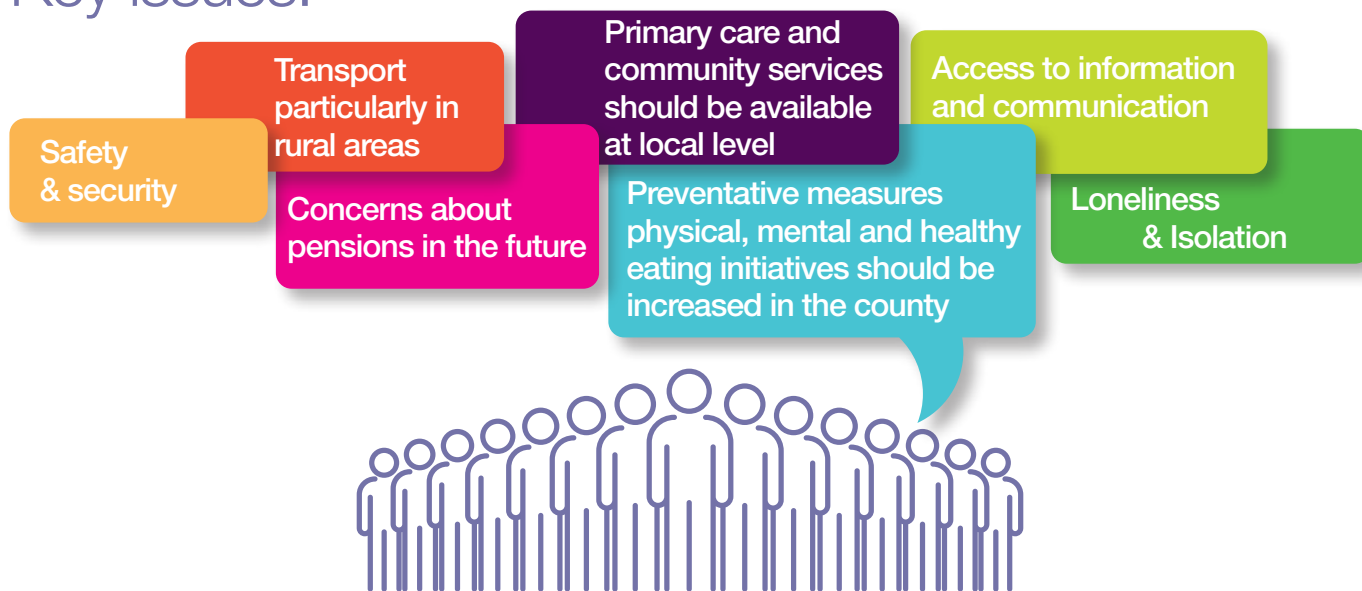 Key issues:
Safety
& security
Transport
particularly in
rural areas
Concerns about
pensions in the future
Primary care and
community services
should be available
at local level
Preventative measures
physical, mental and healthy
eating initiatives should be
increased in the county
Access to information
and communication
Loneliness
& Isolation